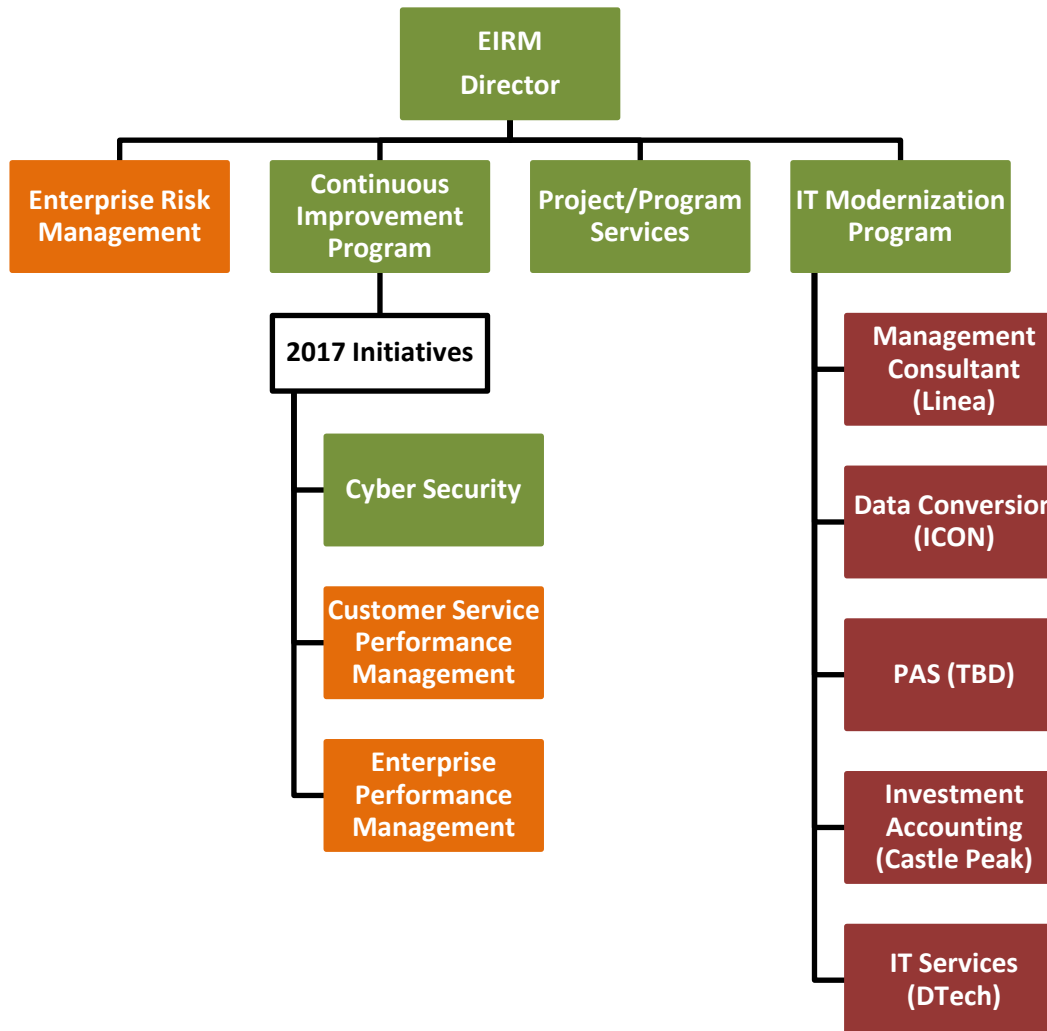 EIRM
Director
Enterprise Risk
Management
Continuous
Improvement
Program
Project/Program
Services
IT Modernization
Program
2017 Initiatives
Cyber Security
Customer Service
Performance
Management
Enterprise
Performance
Management
Management
Consultant
(Linea)
Data Conversion
(ICON)
PAS (TBD)
Investment
Accounting
(Castle Peak)
IT Services
(DTech)